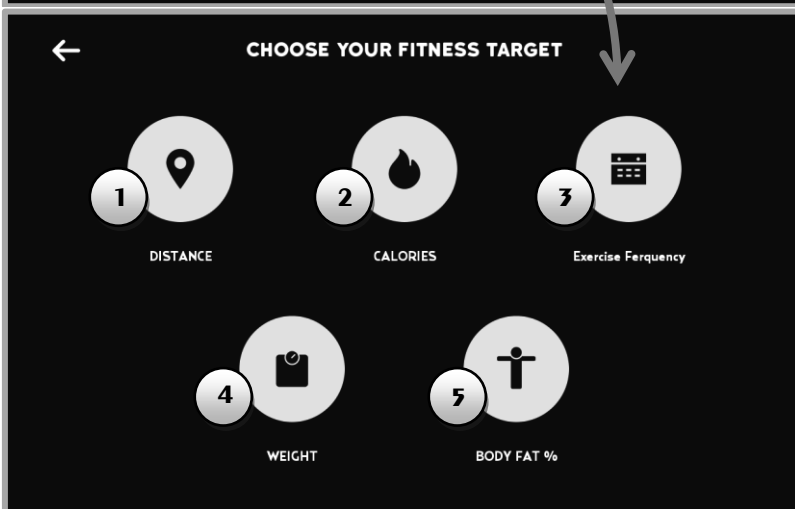 CHOOSE YOUR FITNESS TARGET
1
2
3
DISTANCE
CALORIES
Exercise Ferquency
4
5
WEIGHT
BODY FAT %